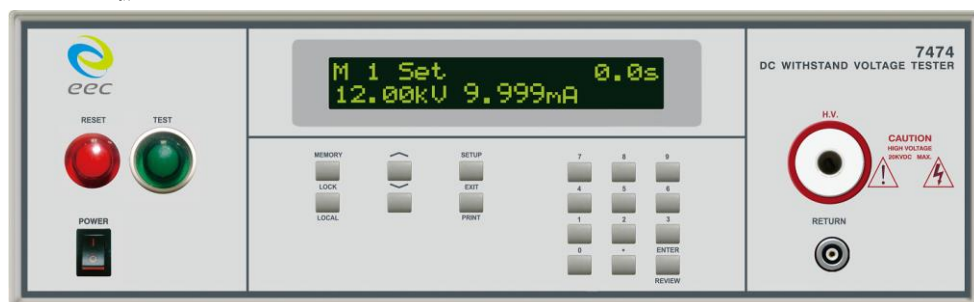 eec
RESET TEST
POWER
M 1 Set 0.0s
12.00kV 9.999mA
MEMORY SETUP
LOCK EXIT
LOCAL PRINT
7 8 9
4 5 6
1 2 3
0 • ENTER
REVIEW
7474
DC WITHSTAND VOLTAGE TESTER
H.V.
CAUTION
HIGH VOLTAGE
20KVDC MAX.
RETURN